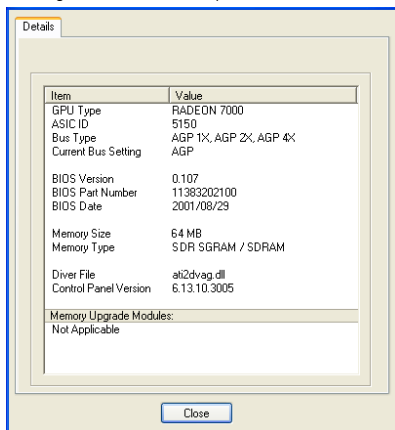 Details
Item Value
GPU Type RADEON 7000
ASIC ID 5150
Bus Type AGP 1X, AGP 2X, AGP 4X
Current Bus Setting AGP
BIOS Version 0.107
BIOS Part Number 11383202100
BIOS Date 2001/08/29
Memory Size 64 MB
Memory Type SDR SGRAM / SDRAM
Diver File ati2dvag.dll
Control Panel Version 6.13.10.3005
Memory Upgrade Modules:
Not Applicable
Close